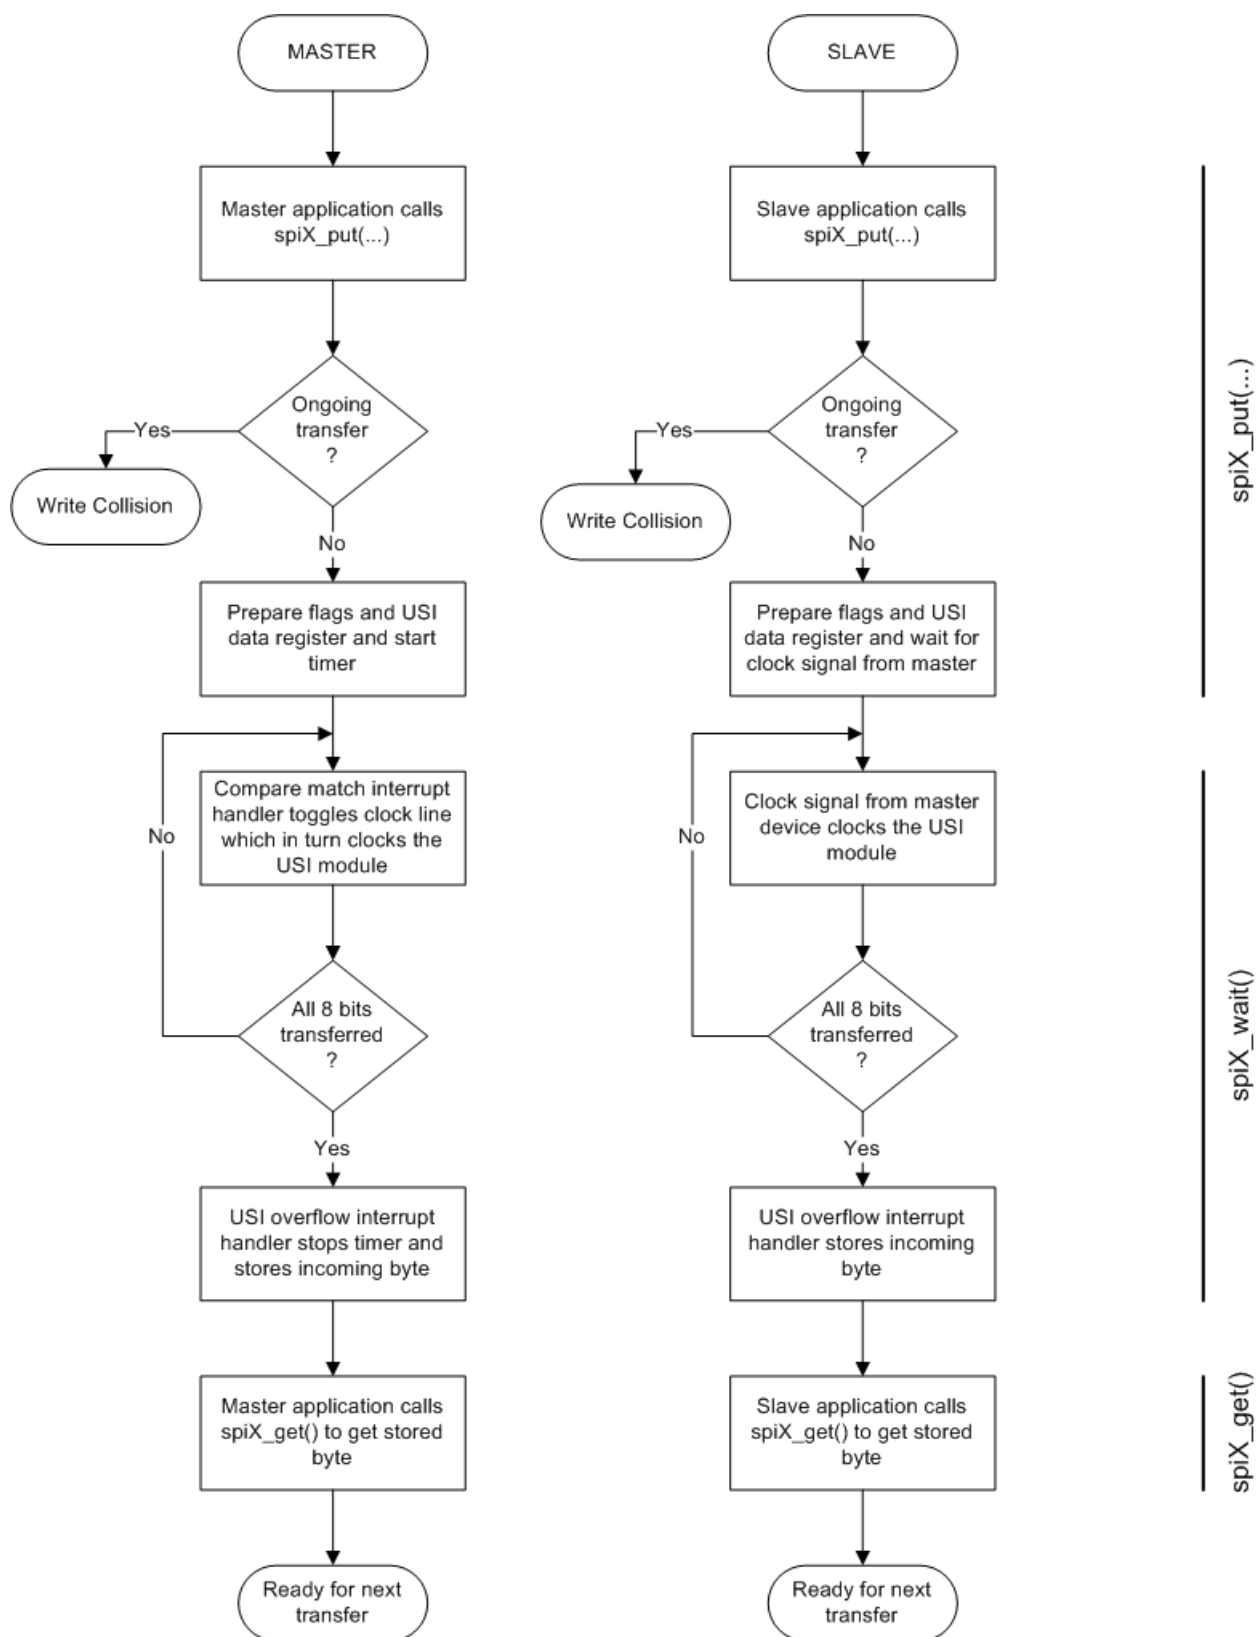 MASTER
Master application calls
spiX_put(...)
Ongoing
transfer
?
Yes
Write Collision
No
Prepare flags and USI
data register and start
timer
Compare match interrupt
handler toggles clock line
which in turn clocks the
USI module
No
All 8 bits
transferred
?
Yes
USI overflow interrupt
handler stops timer and
stores incoming byte
Master application calls
spiX_get() to get stored
byte
Ready for next
transfer
SLAVE
Slave application calls
spiX_put(...)
Ongoing
transfer
?
Yes
Write Collision
No
Prepare flags and USI
data register and wait for
clock signal from master
Clock signal from master
device clocks the USI
module
No
All 8 bits
transferred
?
Yes
USI overflow interrupt
handler stores incoming
byte
Slave application calls
spiX_get() to get stored
byte
Ready for next
transfer
spiX_put(...)
spiX_wait()
spiX_get()